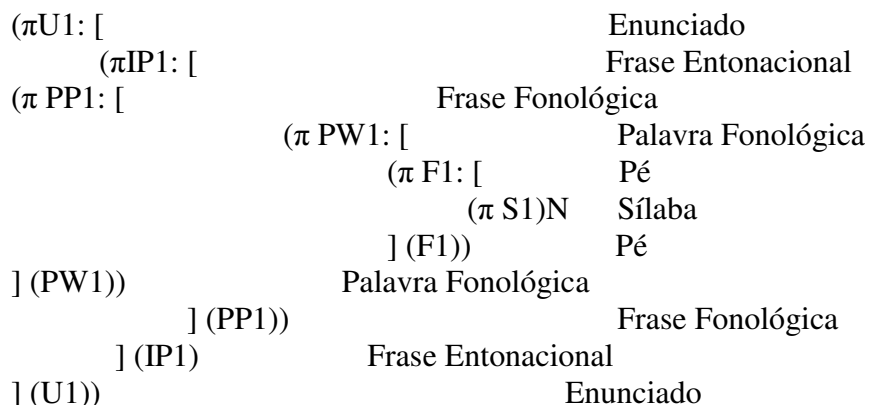 (πU1: [ Enunciado
(πIP1: [ Frase Entonacional
(π PP1: [ Frase Fonológica
(π PW1: [ Palavra Fonológica
(π F1: [ Pé
(π S1)N Sílaba
] (F1)) Pé
] (PW1)) Palavra Fonológica
] (PP1)) Frase Fonológica
] (IP1) Frase Entonacional
] (U1)) Enunciado